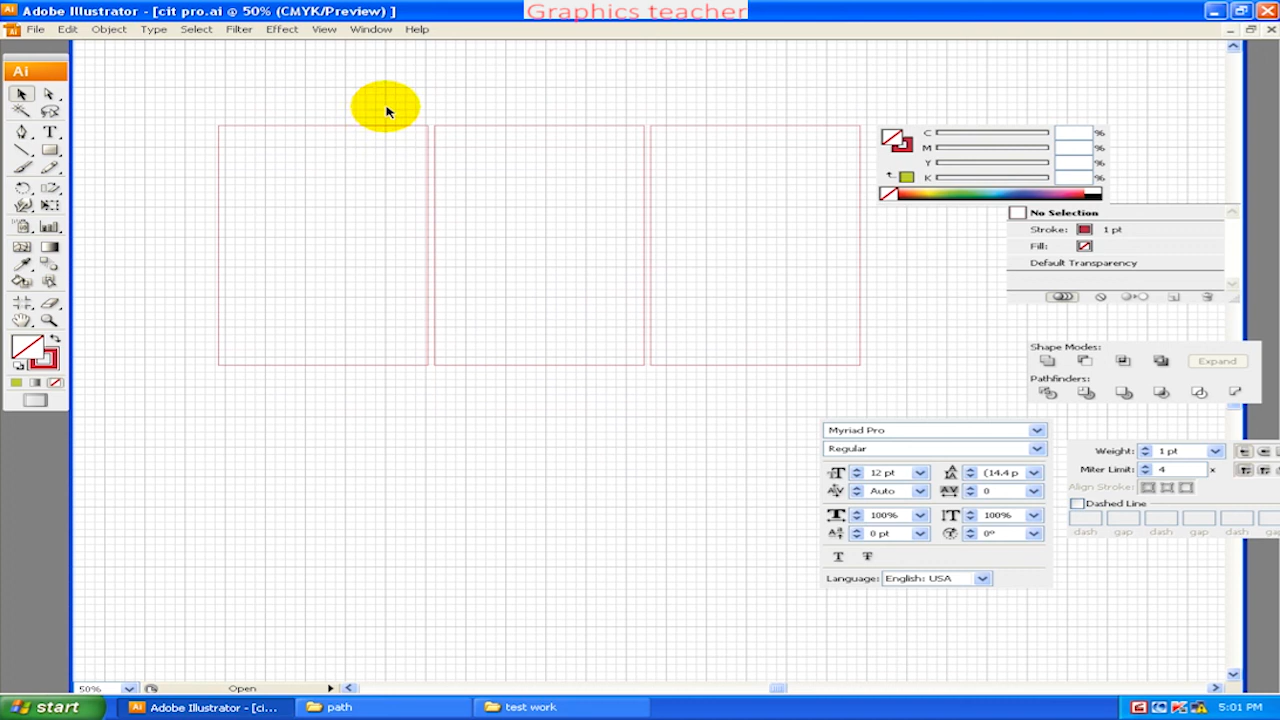 Adobe Illustrator - [cit pro.ai @ 50% (CMYK/Preview) ]
Graphics teacher
File Edit Object Type Select Filter Effect View Window Help
Ai
C %
M %
Y %
K %
No Selection
Stroke: 1 pt
Fill:
Default Transparency
Shape Modes:
Expand
Pathfinders:
Myriad Pro
Regular
12 pt (14.4 p
Auto 0
100% 100%
0 pt 0°
Language: English: USA
Weight: 1 pt
Miter Limit: 4 x
Align Stroke:
Dashed Line
dash gap dash gap dash gap
50% Open
start Adobe Illustrator - [ci... path test work 5:01 PM